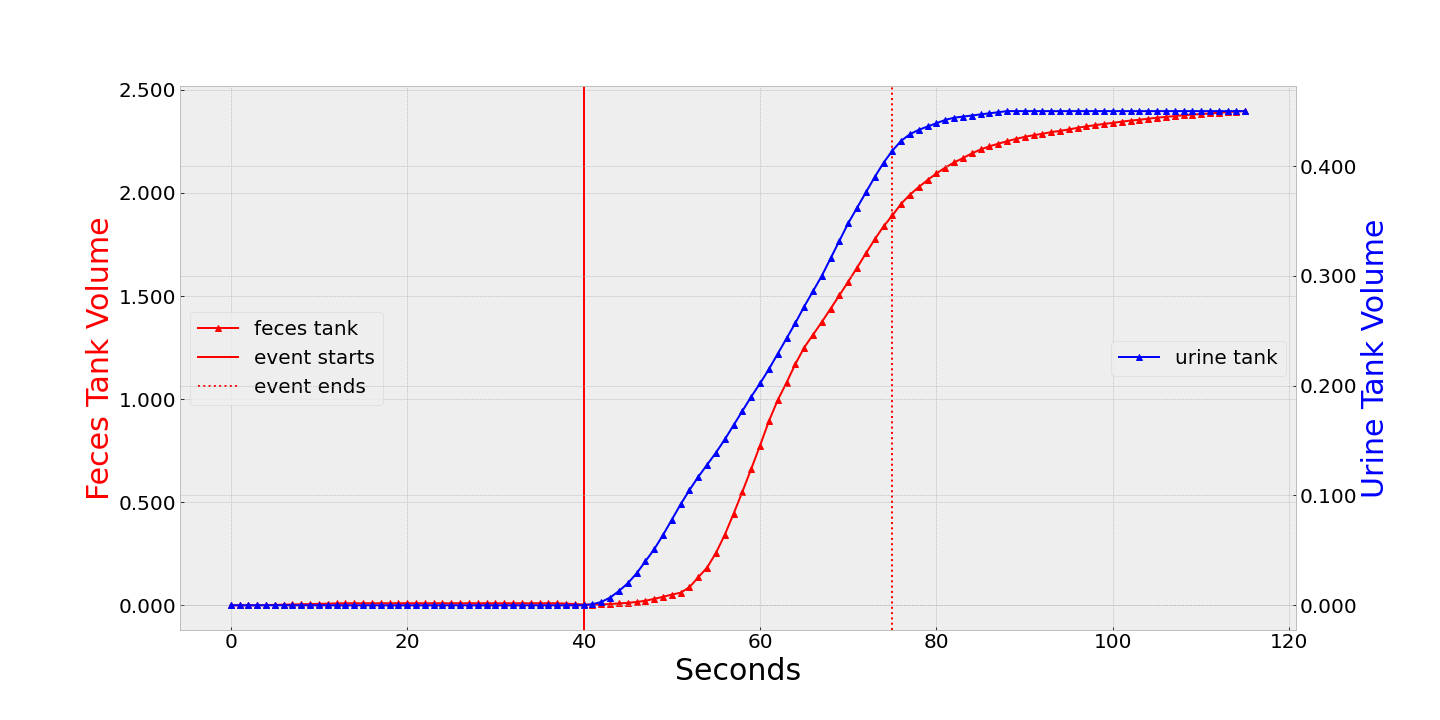 2.500
2.000
1.500
1.000
0.500
0.000
Feces Tank Volume
feces tank
event starts
event ends
urine tank
0.400
0.300
0.200
0.100
0.000
Urine Tank Volume
0 20 40 60 80 100 120
Seconds